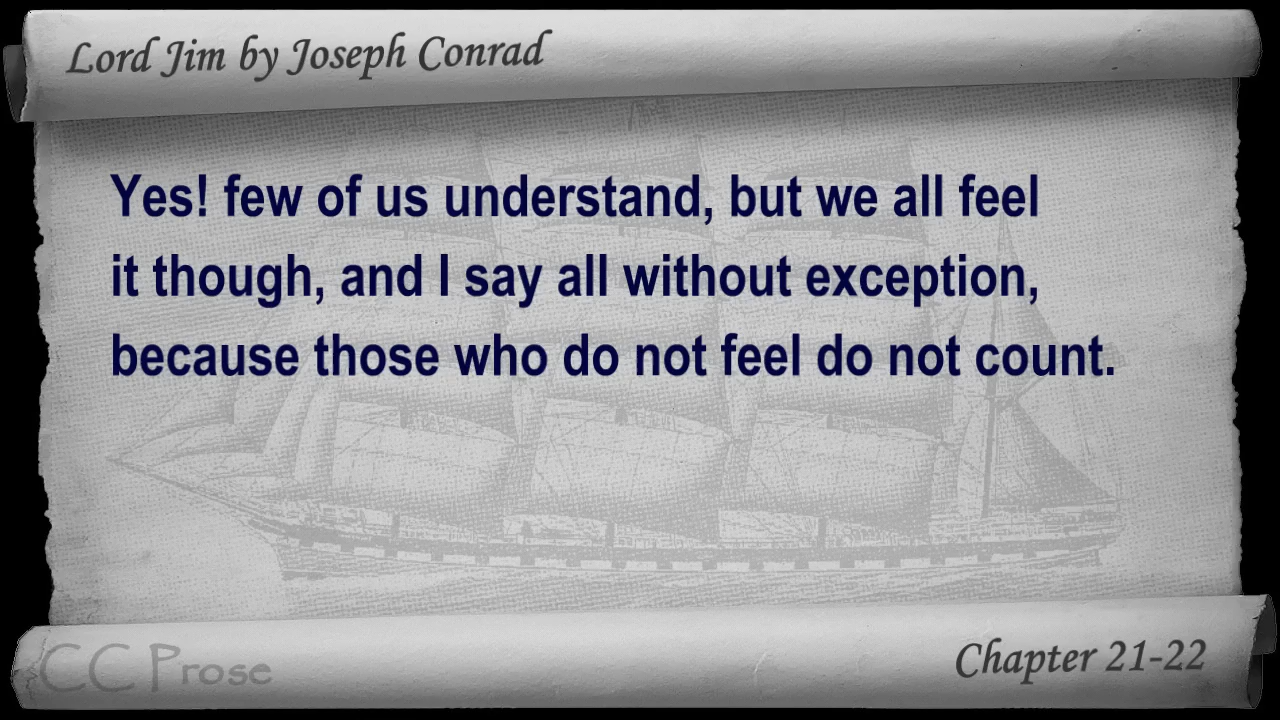 Lord Jim by Joseph Conrad
Yes! few of us understand, but we all feel
it though, and I say all without exception,
because those who do not feel do not count.
CC Prose
Chapter 21-22